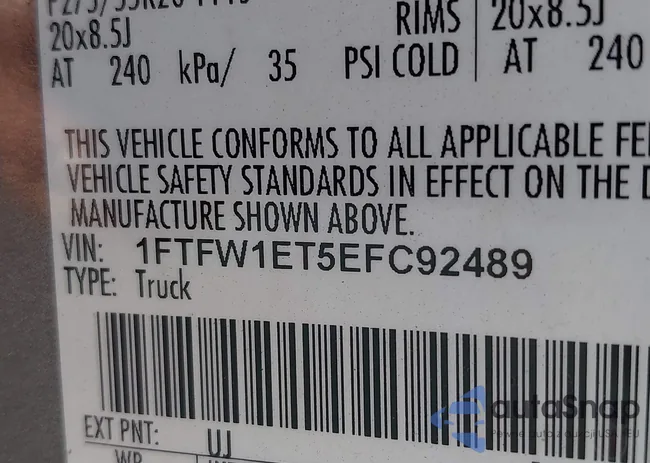 P275/55R20
20x8.5J
RIMS
20x8.5J
AT 240 kPa/ 35 PSI COLD
AT 240
THIS VEHICLE CONFORMS TO ALL APPLICABLE FE
VEHICLE SAFETY STANDARDS IN EFFECT ON THE
MANUFACTURE SHOWN ABOVE.
VIN: 1FTFW1ET5EFC92489
TYPE: Truck
autoSnap
EXT PNT: UJ